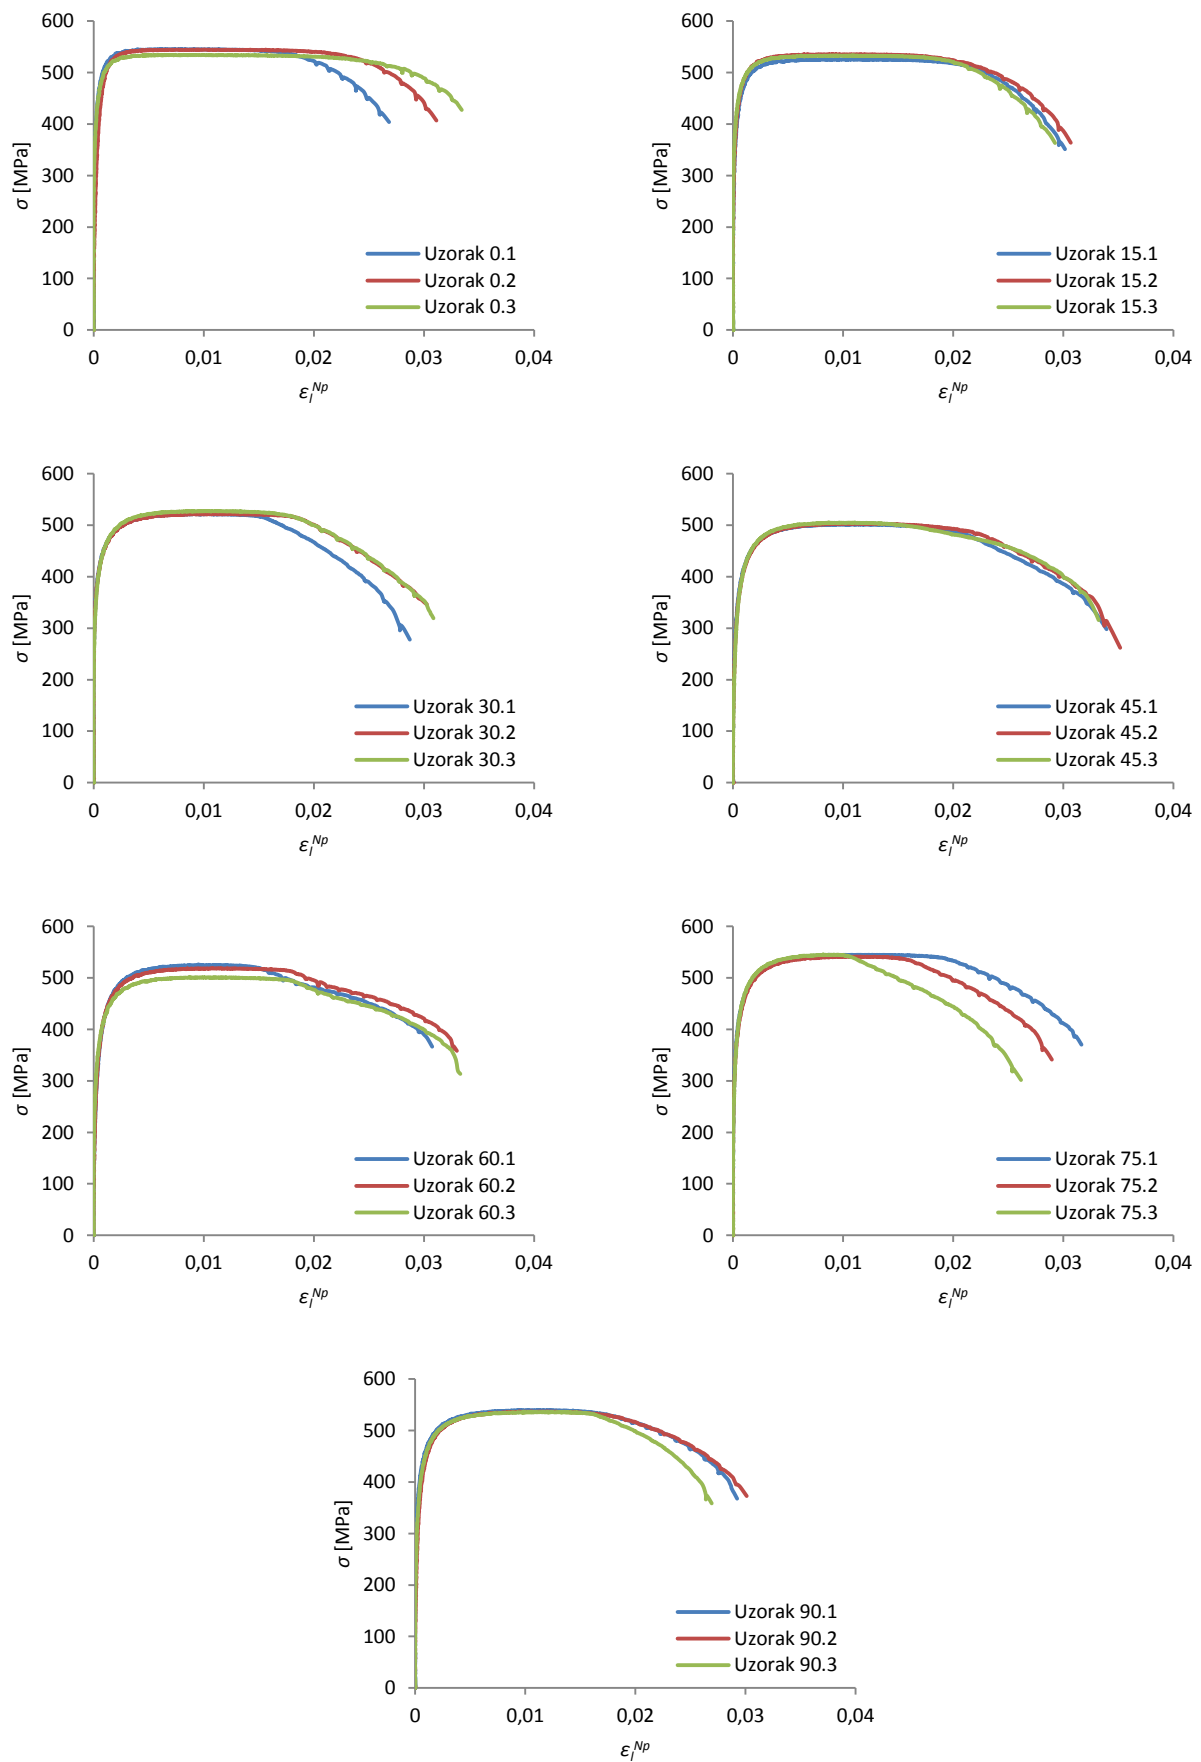 600
500
400
300
200
100
0
σ [MPa]
Uzorak 0.1
Uzorak 0.2
Uzorak 0.3
0 0,01 0,02 0,03 0,04
ε_l^Np
600
500
400
300
200
100
0
σ [MPa]
Uzorak 15.1
Uzorak 15.2
Uzorak 15.3
0 0,01 0,02 0,03 0,04
ε_l^Np
600
500
400
300
200
100
0
σ [MPa]
Uzorak 30.1
Uzorak 30.2
Uzorak 30.3
0 0,01 0,02 0,03 0,04
ε_l^Np
600
500
400
300
200
100
0
σ [MPa]
Uzorak 45.1
Uzorak 45.2
Uzorak 45.3
0 0,01 0,02 0,03 0,04
ε_l^Np
600
500
400
300
200
100
0
σ [MPa]
Uzorak 60.1
Uzorak 60.2
Uzorak 60.3
0 0,01 0,02 0,03 0,04
ε_l^Np
600
500
400
300
200
100
0
σ [MPa]
Uzorak 75.1
Uzorak 75.2
Uzorak 75.3
0 0,01 0,02 0,03 0,04
ε_l^Np
600
500
400
300
200
100
0
σ [MPa]
Uzorak 90.1
Uzorak 90.2
Uzorak 90.3
0 0,01 0,02 0,03 0,04
ε_l^Np